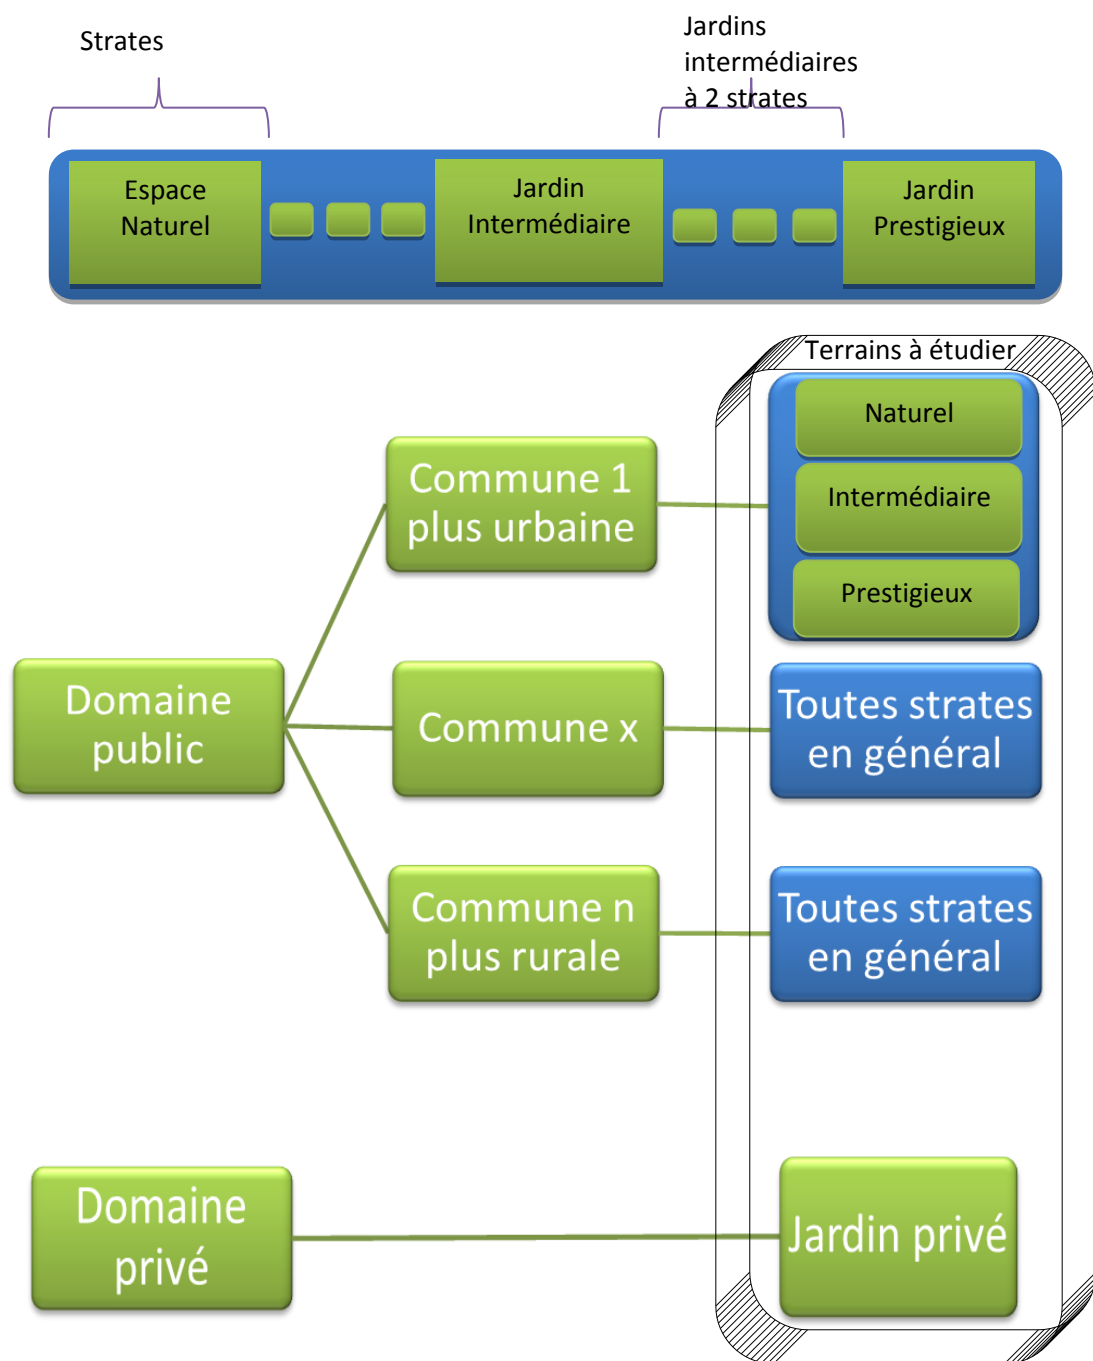 Strates
Jardins
intermédiaires
à 2 strates
Espace
Naturel
Jardin
Intermédiaire
Jardin
Prestigieux
Terrains à étudier
Naturel
Intermédiaire
Prestigieux
Commune 1
plus urbaine
Domaine
public
Commune x
Toutes strates
en général
Commune n
plus rurale
Toutes strates
en général
Domaine
privé
Jardin privé